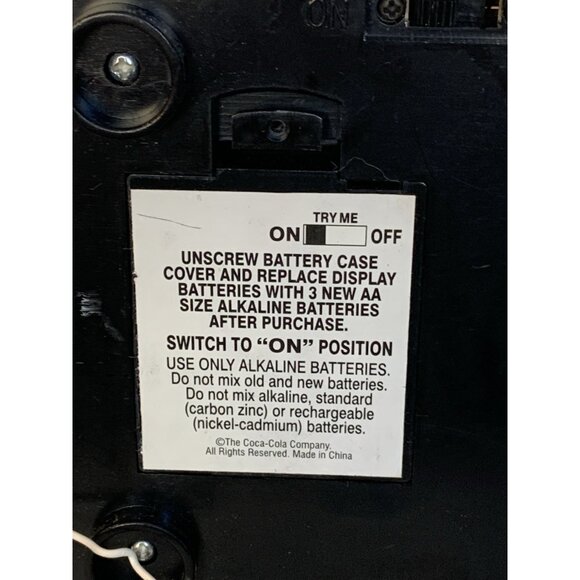 ON
TRY ME
ON OFF
UNSCREW BATTERY CASE
COVER AND REPLACE DISPLAY
BATTERIES WITH 3 NEW AA
SIZE ALKALINE BATTERIES
AFTER PURCHASE.
SWITCH TO “ON” POSITION
USE ONLY ALKALINE BATTERIES.
Do not mix old and new batteries.
Do not mix alkaline, standard
(carbon zinc) or rechargeable
(nickel-cadmium) batteries.
©The Coca-Cola Company.
All Rights Reserved. Made in China